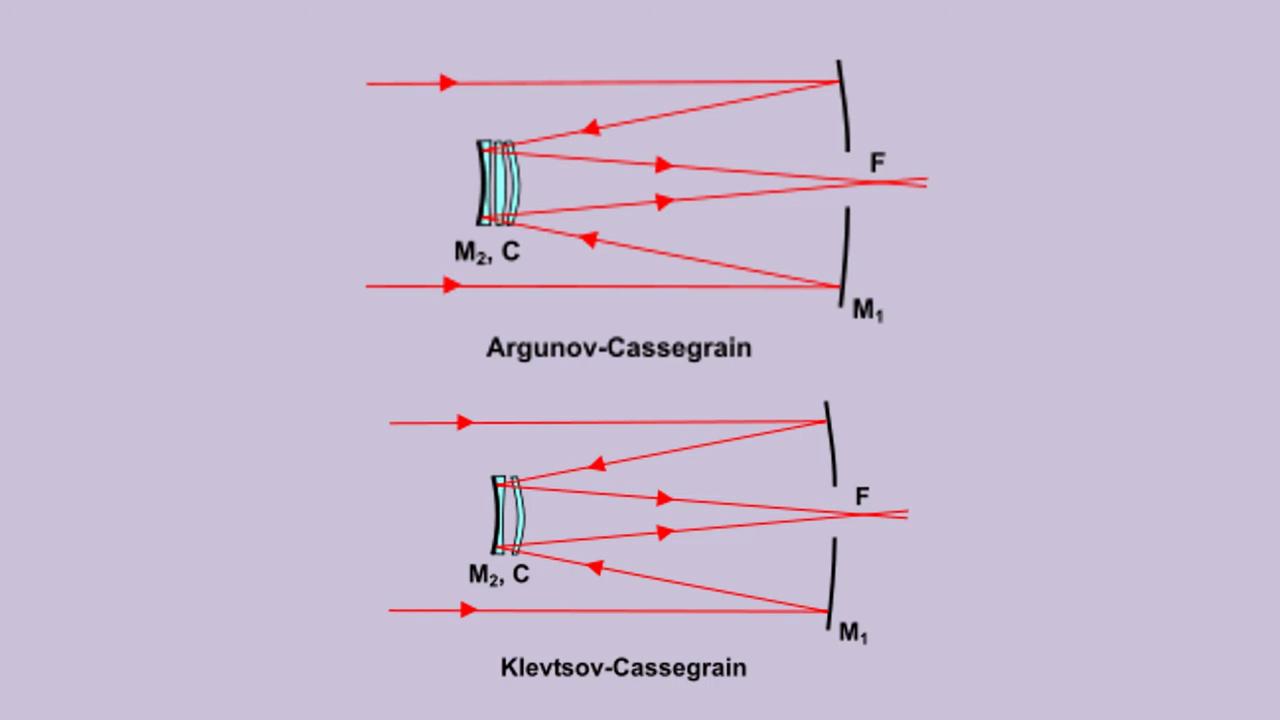 F
M₂, C
M₁
Argunov-Cassegrain
F
M₂, C
M₁
Klevtsov-Cassegrain